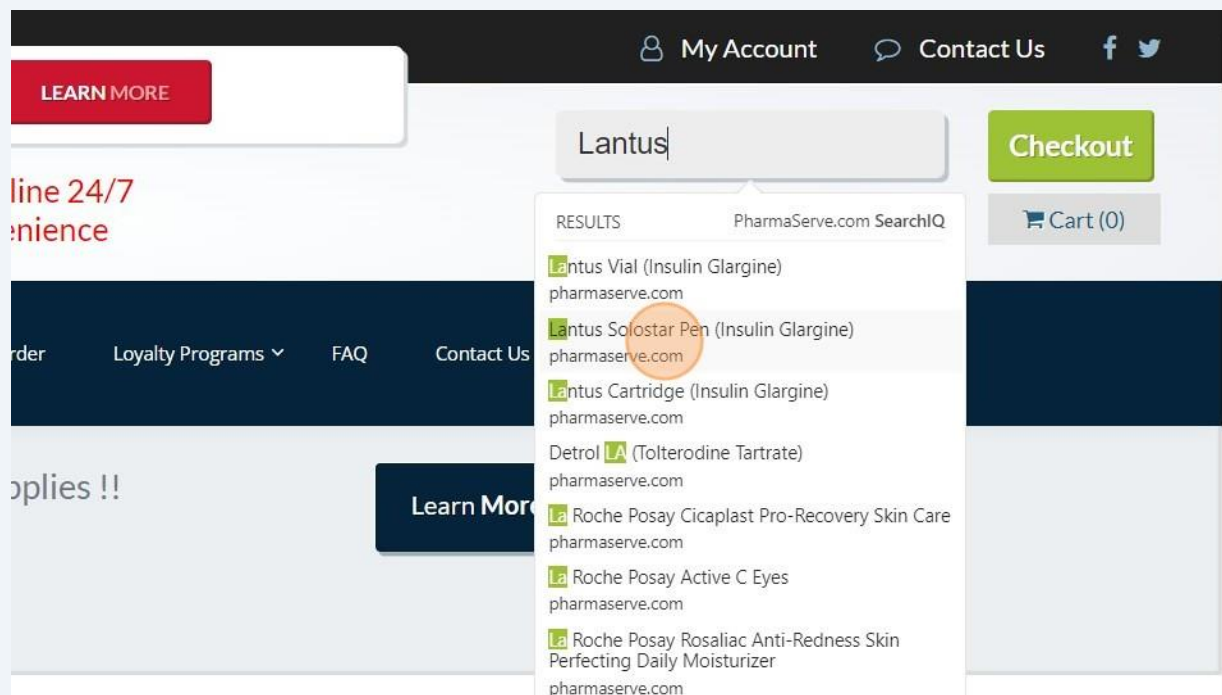 My Account
Contact Us
LEARN MORE
Lantus
Checkout
line 24/7
enience
Cart (0)
RESULTS
PharmaServe.com SearchIQ
Lantus Vial (Insulin Glargine)
pharmaserve.com
Lantus Solostar Pen (Insulin Glargine)
pharmaserve.com
rder
Loyalty Programs
FAQ
Contact Us
Lantus Cartridge (Insulin Glargine)
pharmaserve.com
Detrol LA (Tolterodine Tartrate)
pharmaserve.com
pplies !!
Learn More
La Roche Posay Cicaplast Pro-Recovery Skin Care
pharmaserve.com
La Roche Posay Active C Eyes
pharmaserve.com
La Roche Posay Rosaliac Anti-Redness Skin
Perfecting Daily Moisturizer
pharmaserve.com